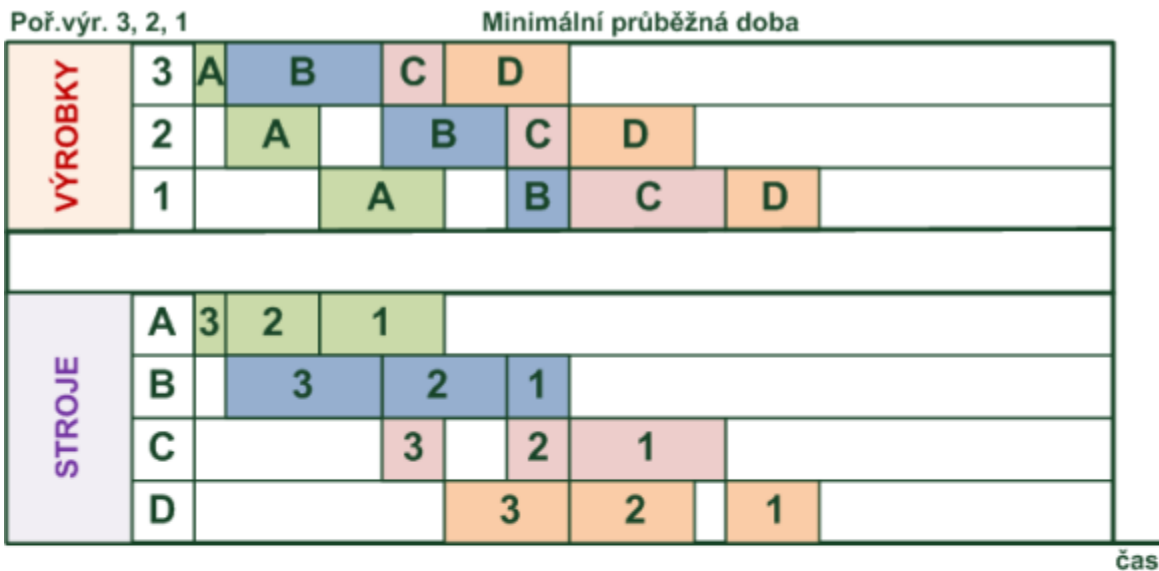 Poř.výr. 3, 2, 1 Minimální průběžná doba
VÝROBKY
3 A B C D
2 A B C D
1 A B C D
STROJE
A 3 2 1
B 3 2 1
C 3 2 1
D 3 2 1
čas